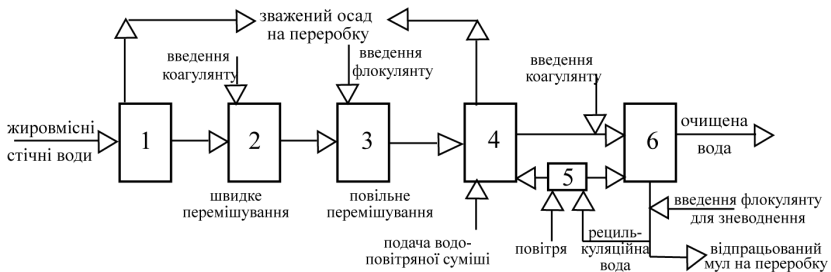 зважений осад
на переробку
введення
коагулянту
введення
флокулянту
введення
коагулянту
жировмісні
стічні води
1
2
3
4
5
6
очищена
вода
швидке
перемішування
повільне
перемішування
подача водо-
повітряної суміші
повітря
рециль-
куляційна
вода
введення флокулянту
для зневоднення
відпрацьований
мул на переробку